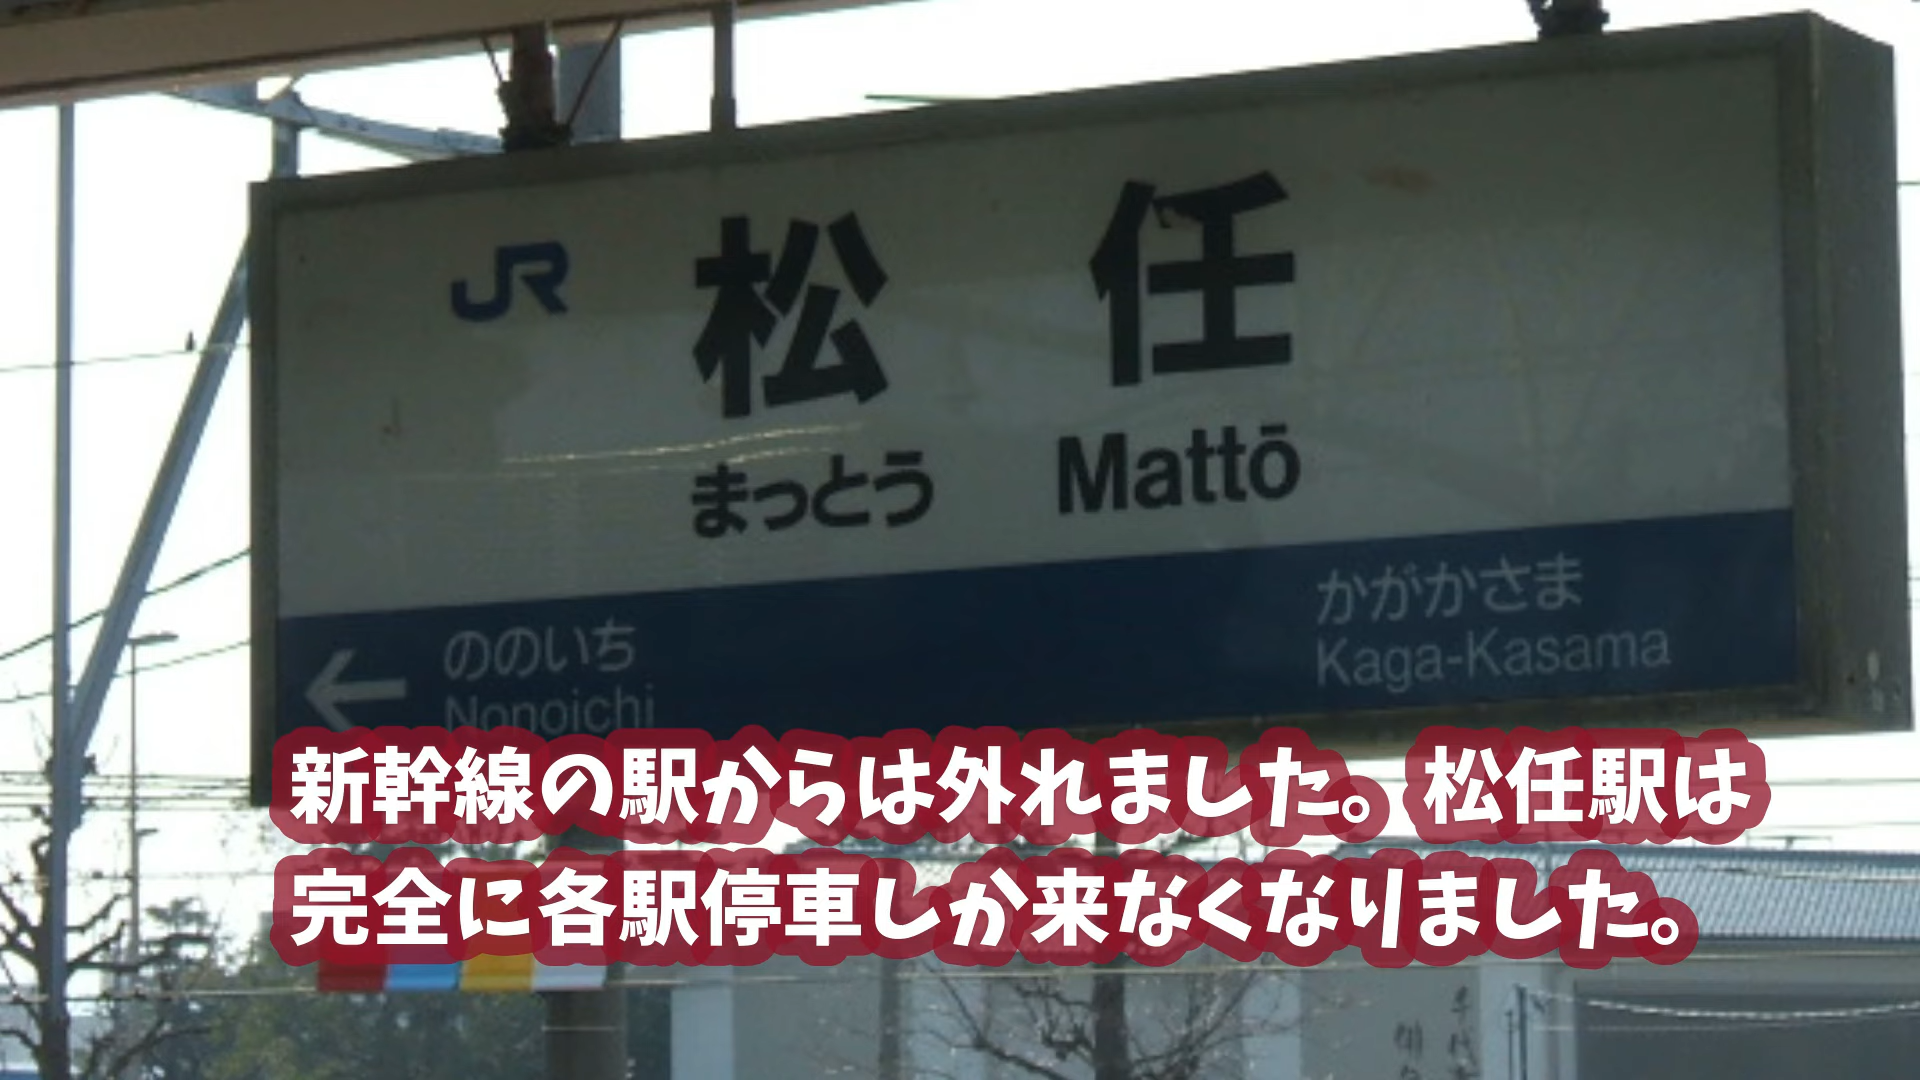 JR 松任
まっとう Mattō
ののいち かがかさま
Nonoichi Kaga-Kasama
新幹線の駅からは外れました。松任駅は
完全に各駅停車しか来なくなりました。